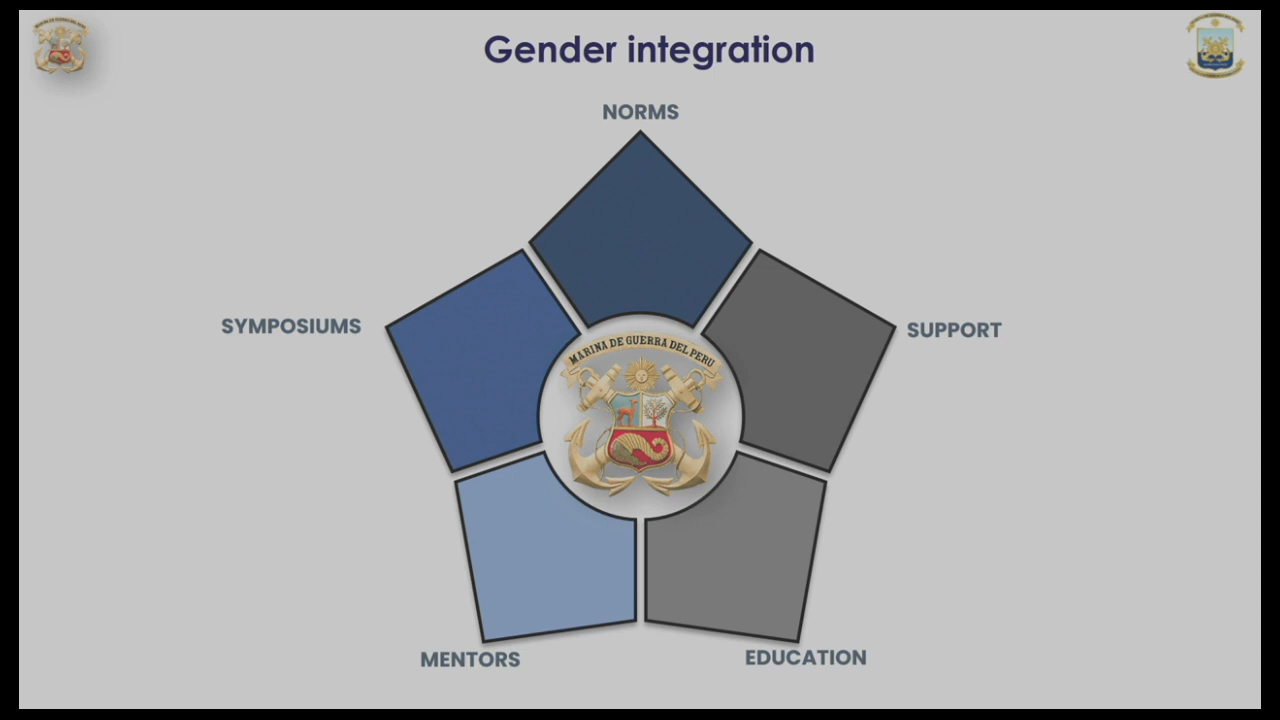 Gender integration
NORMS
SYMPOSIUMS
SUPPORT
MARINA DE GUERRA DEL PERU
MENTORS
EDUCATION